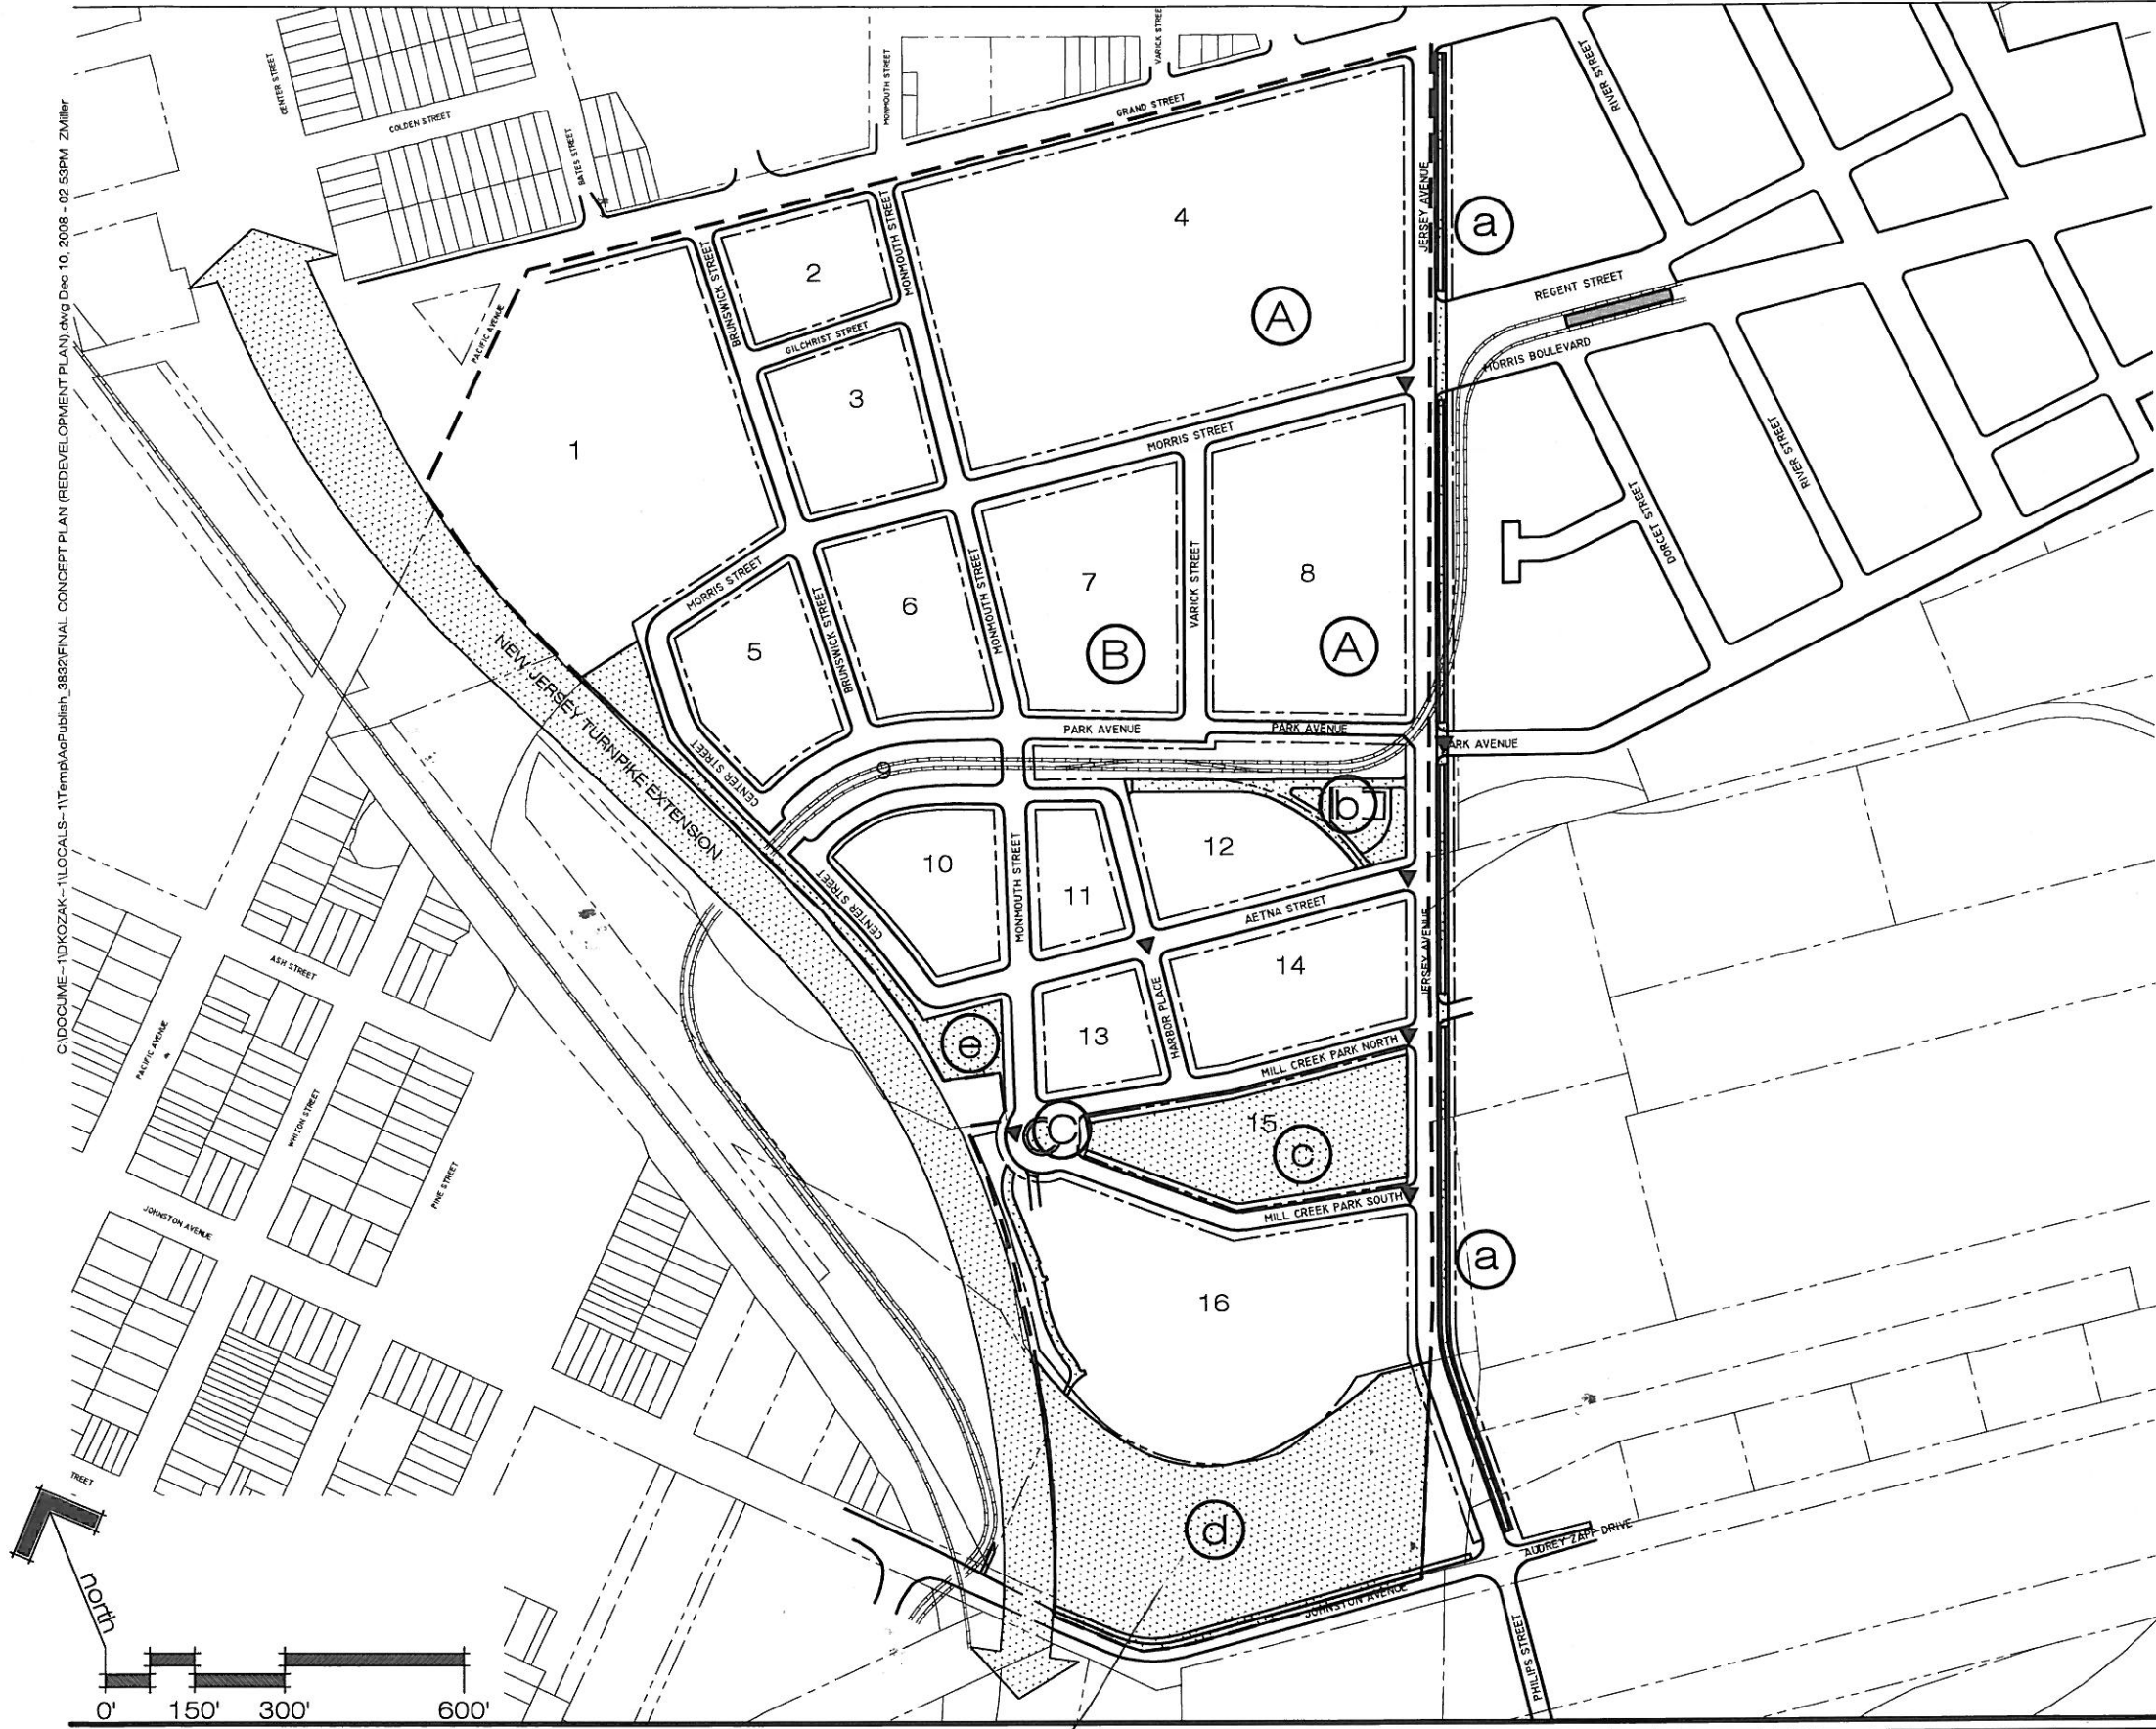 C:\DOCUME~1\DKOZAK~1\LOCALS~1\Temp\AcPublish_3832\FINAL CONCEPT PLAN (REDEVELOPMENT PLAN).dwg Dec 10, 2008 - 02 53PM ZMiller
CENTER STREET
COLDEN STREET
BATES STREET
MONMOUTH STREET
VARICK STREE
GRAND STREET
RIVER STREET
JERSEY AVENUE
a
4
2
BRUNSWICK STREET
MONMOUTH STREET
PACIFIC AVENUE
GILCHRIST STREET
A
REGENT STREET
MORRIS BOULEVARD
1
3
MORRIS STREET
RIVER STREET
DORCET STREET
MORRIS STREET
5
BRUNSWICK STREET
6
MONMOUTH STREET
7
B
VARICK STREET
8
A
NEW JERSEY TURNPIKE EXTENSION
PARK AVENUE
PARK AVENUE
ARK AVENUE
CENTER STREET
9
b
10
MONMOUTH STREET
11
12
CENTER STREET
AETNA STREET
JERSEY AVENUE
14
ASH STREET
PACIFIC AVENUE
WHITON STREET
PINE STREET
JOHNSTON AVENUE
e
13
HARBOR PLACE
MILL CREEK PARK NORTH
15
C
c
MILL CREEK PARK SOUTH
a
16
d
TREET
north
AUDREY ZAPP DRIVE
JOHNSTON AVENUE
PHILIPS STREET
0' 150' 300' 600'